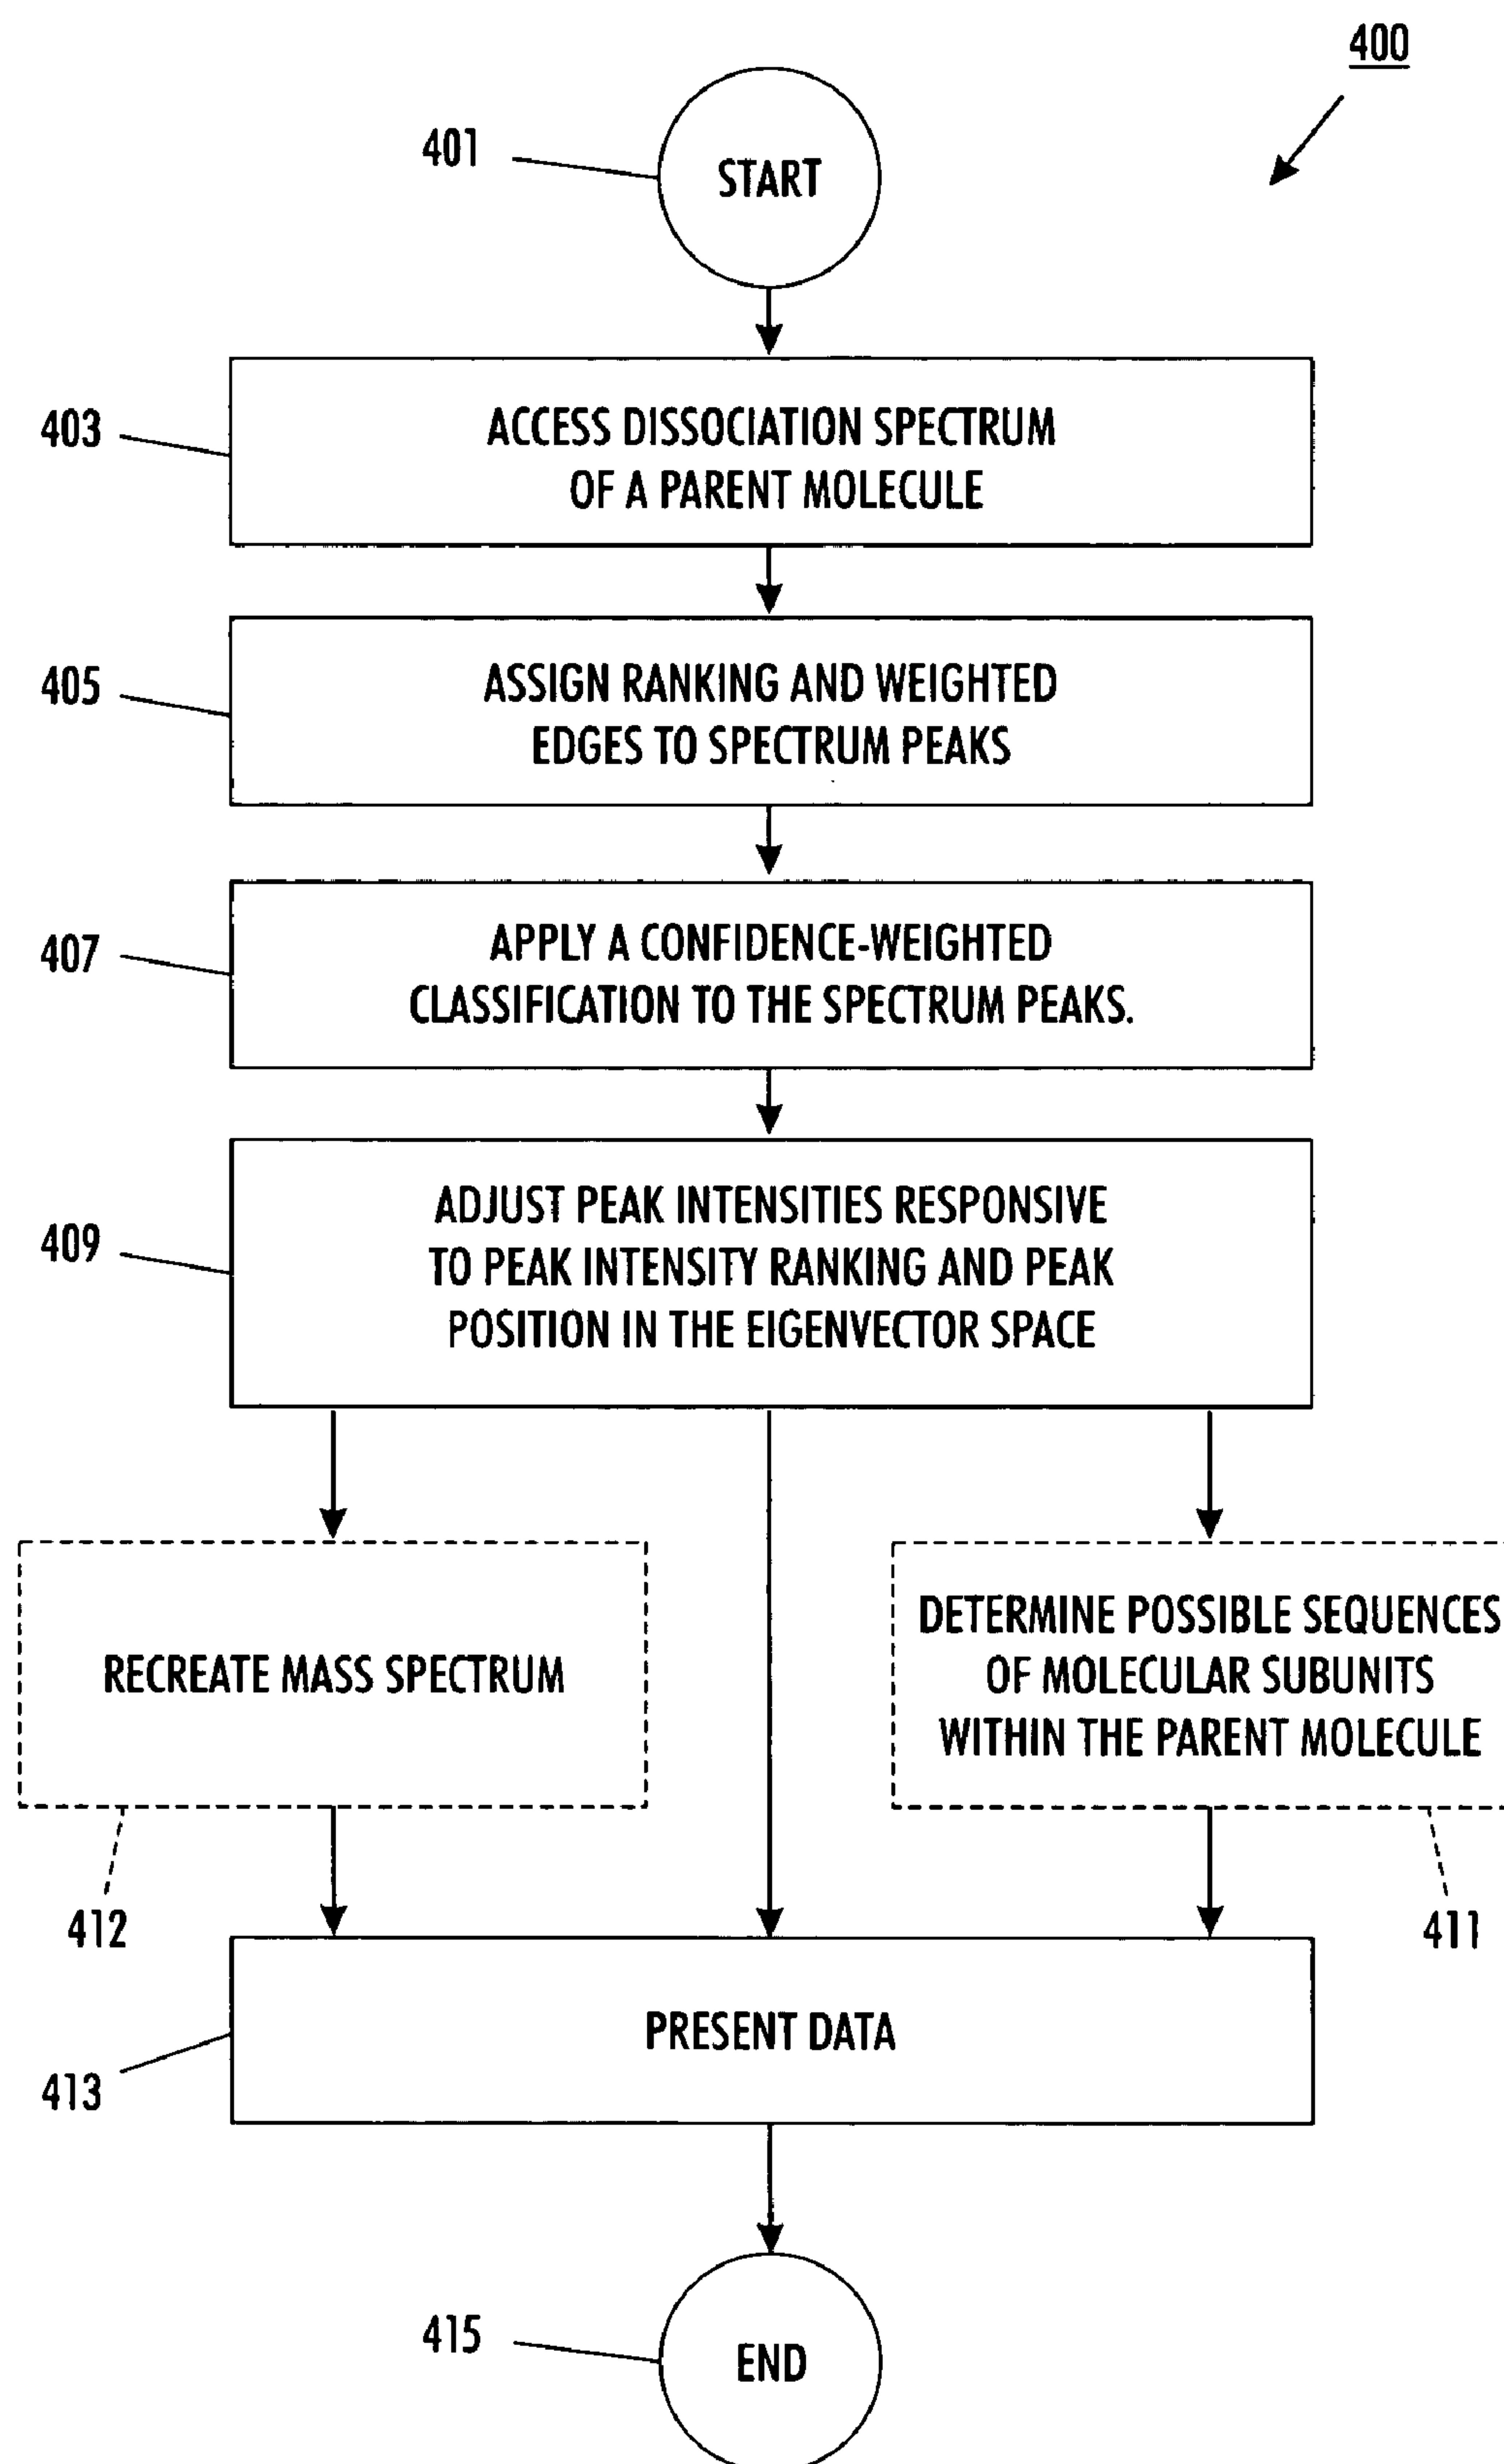 400
401
START
403
ACCESS DISSOCIATION SPECTRUM
OF A PARENT MOLECULE
405
ASSIGN RANKING AND WEIGHTED
EDGES TO SPECTRUM PEAKS
407
APPLY A CONFIDENCE-WEIGHTED
CLASSIFICATION TO THE SPECTRUM PEAKS.
409
ADJUST PEAK INTENSITIES RESPONSIVE
TO PEAK INTENSITY RANKING AND PEAK
POSITION IN THE EIGENVECTOR SPACE
RECREATE MASS SPECTRUM
412
DETERMINE POSSIBLE SEQUENCES
OF MOLECULAR SUBUNITS
WITHIN THE PARENT MOLECULE
411
413
PRESENT DATA
415
END